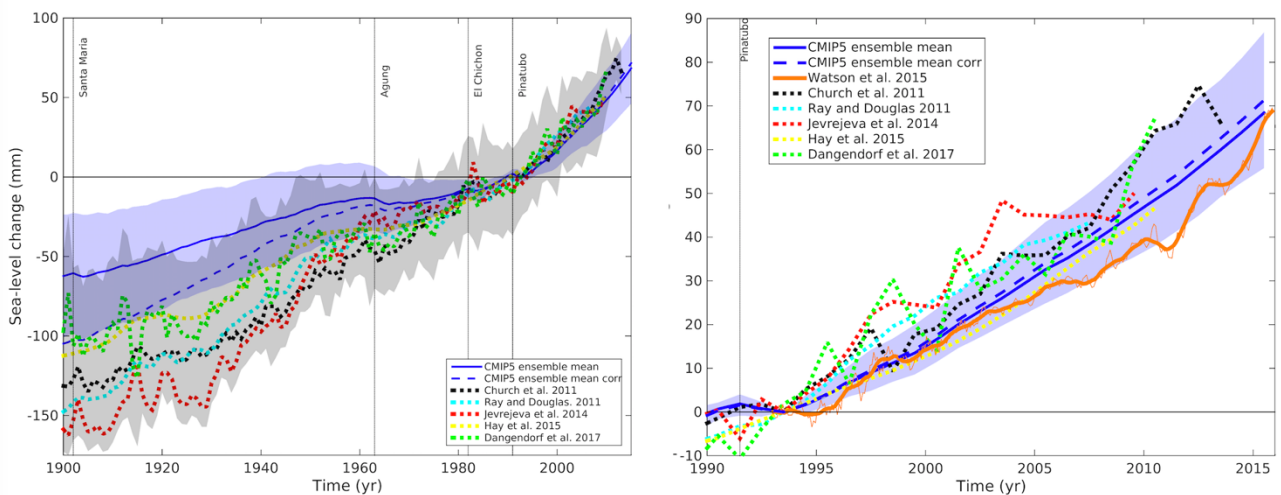 100
50
0
-50
-100
-150
Sea-level change (mm)
Santa Maria
Agung
El Chichon
Pinatubo
CMIP5 ensemble mean
CMIP5 ensemble mean corr
Church et al. 2011
Ray and Douglas. 2011
Jevrejeva et al. 2014
Hay et al. 2015
Dangendorf et al. 2017
1900
1920
1940
1960
1980
2000
Time (yr)
90
80
70
60
50
40
30
20
10
0
-10
Pinatubo
CMIP5 ensemble mean
CMIP5 ensemble mean corr
Watson et al. 2015
Church et al. 2011
Ray and Douglas 2011
Jevrejeva et al. 2014
Hay et al. 2015
Dangendorf et al. 2017
1990
1995
2000
2005
2010
2015
Time (yr)